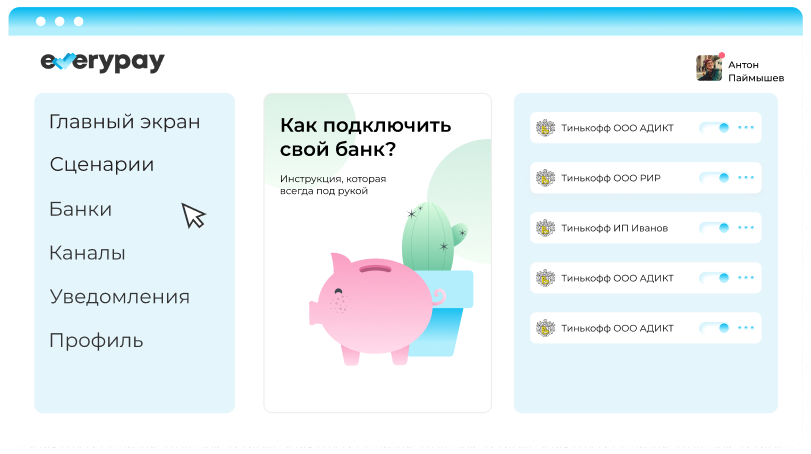 everypay
Антон
Паймышев
Главный экран
Сценарии
Банки
Каналы
Уведомления
Профиль
Как подключить
свой банк?
Инструкция, которая
всегда под рукой
Тинькофф ООО АДИКТ
Тинькофф ООО РИР
Тинькофф ИП Иванов
Тинькофф ООО АДИКТ
Тинькофф ООО АДИКТ